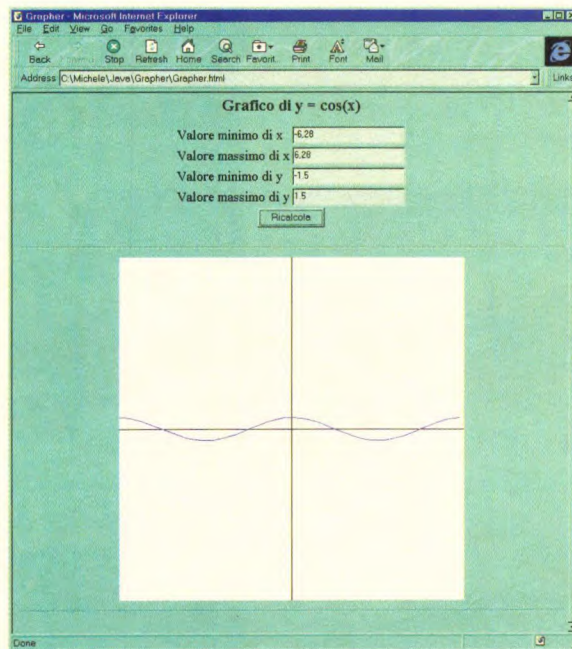 Grapher - Microsoft Internet Explorer
File Edit View Go Favorites Help
Back Stop Refresh Home Search Favorit. Print Font Mail
Address C:\Michele\Java\Grapher\Grapher.html Links
Grafico di y = cos(x)
Valore minimo di x -6.28
Valore massimo di x 6.28
Valore minimo di y -1.5
Valore massimo di y 1.5
Ricalcola
Done